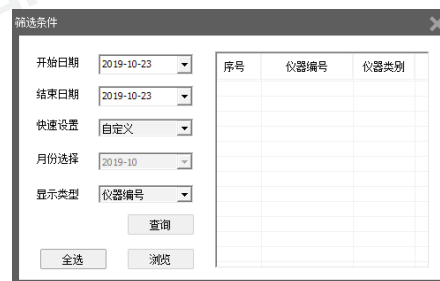 筛选条件
开始日期 2019-10-23
结束日期 2019-10-23
快速设置 自定义
月份选择 2019-10
显示类型 仪器编号
查询
全选 浏览
序号 仪器编号 仪器类别